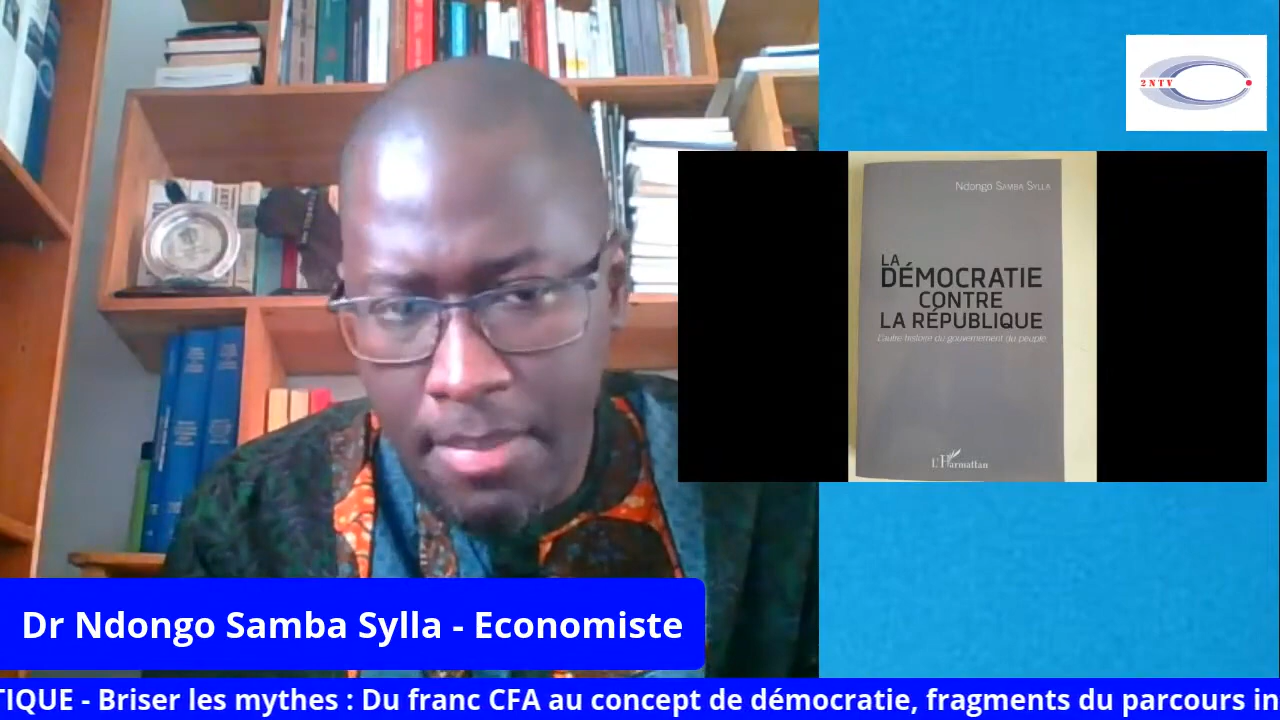 2NTV
Ndongo Samba Sylla
LA
DÉMOCRATIE
CONTRE
LA RÉPUBLIQUE
L'autre histoire du gouvernement du peuple
L'Harmattan
Dr Ndongo Samba Sylla - Economiste
TIQUE - Briser les mythes : Du franc CFA au concept de démocratie, fragments du parcours in